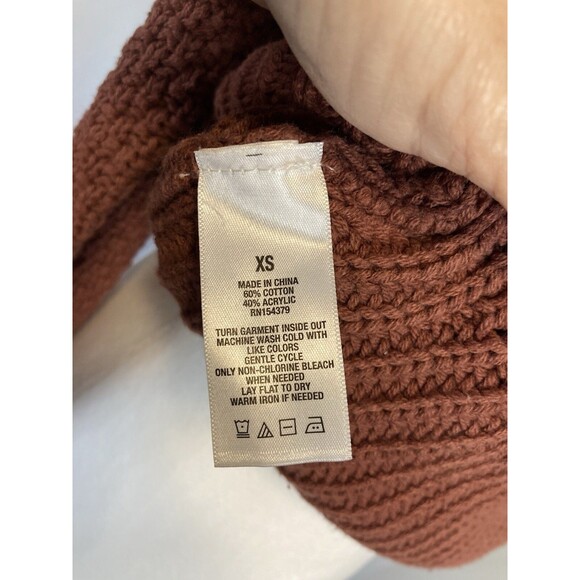 XS
MADE IN CHINA
60% COTTON
40% ACRYLIC
RN154379
TURN GARMENT INSIDE OUT
MACHINE WASH COLD WITH
LIKE COLORS
GENTLE CYCLE
ONLY NON-CHLORINE BLEACH
WHEN NEEDED
LAY FLAT TO DRY
WARM IRON IF NEEDED